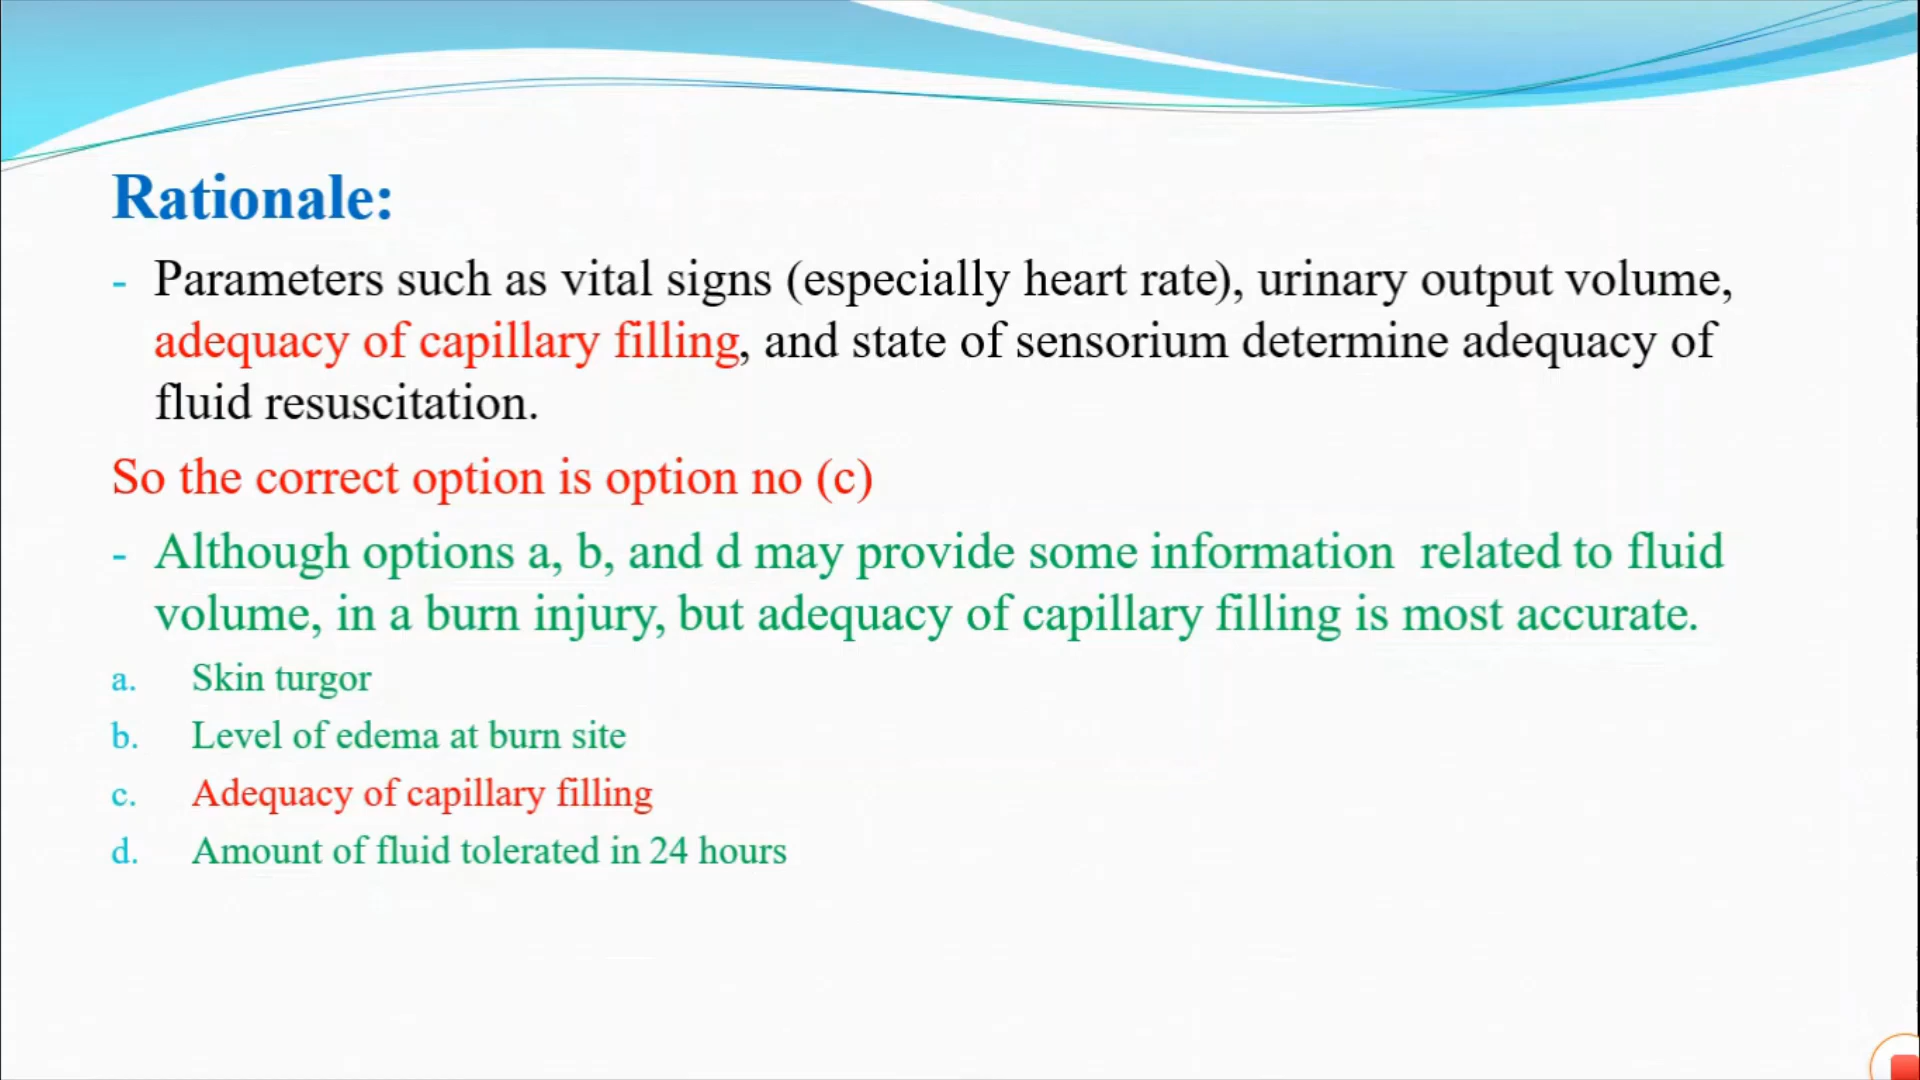 Rationale:
- Parameters such as vital signs (especially heart rate), urinary output volume,
adequacy of capillary filling, and state of sensorium determine adequacy of
fluid resuscitation.
So the correct option is option no (c)
- Although options a, b, and d may provide some information  related to fluid
volume, in a burn injury, but adequacy of capillary filling is most accurate.
a. Skin turgor
b. Level of edema at burn site
c. Adequacy of capillary filling
d. Amount of fluid tolerated in 24 hours